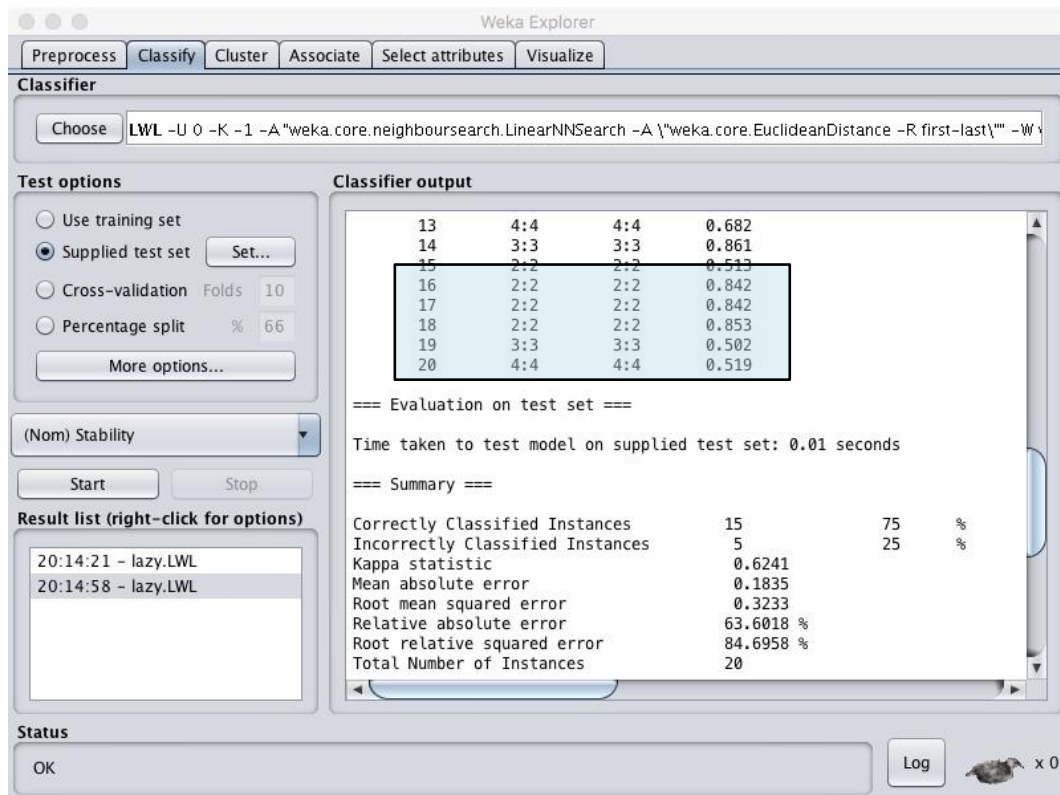 Weka Explorer
Preprocess Classify Cluster Associate Select attributes Visualize
Classifier
Choose LWL -U 0 -K -1 -A "weka.core.neighboursearch.LinearNNSearch -A \"weka.core.EuclideanDistance -R first-last\"" -W
Test options
Use training set
Supplied test set Set...
Cross-validation Folds 10
Percentage split % 66
More options...
(Nom) Stability
Start Stop
Result list (right-click for options)
20:14:21 - lazy.LWL
20:14:58 - lazy.LWL
Classifier output
13 4:4 4:4 0.682
14 3:3 3:3 0.861
15 2:2 2:2 0.513
16 2:2 2:2 0.842
17 2:2 2:2 0.842
18 2:2 2:2 0.853
19 3:3 3:3 0.502
20 4:4 4:4 0.519
=== Evaluation on test set ===
Time taken to test model on supplied test set: 0.01 seconds
=== Summary ===
Correctly Classified Instances 15 75 %
Incorrectly Classified Instances 5 25 %
Kappa statistic 0.6241
Mean absolute error 0.1835
Root mean squared error 0.3233
Relative absolute error 63.6018 %
Root relative squared error 84.6958 %
Total Number of Instances 20
Status
OK
Log
x 0